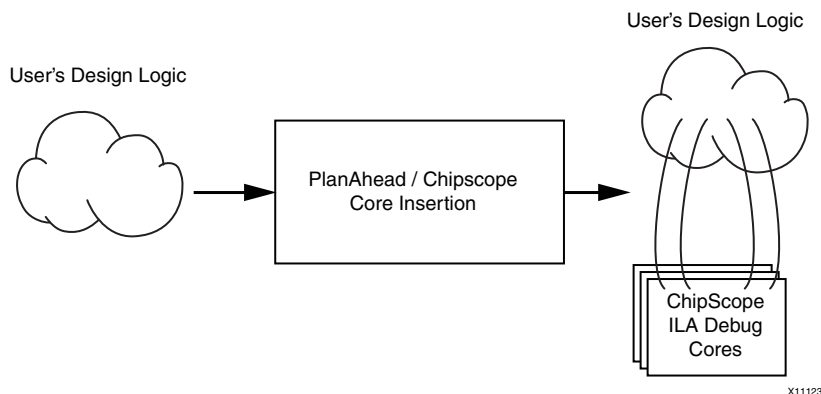 User's Design Logic
User's Design Logic
PlanAhead / Chipscope
Core Insertion
ChipScope
ILA Debug
Cores
X11123